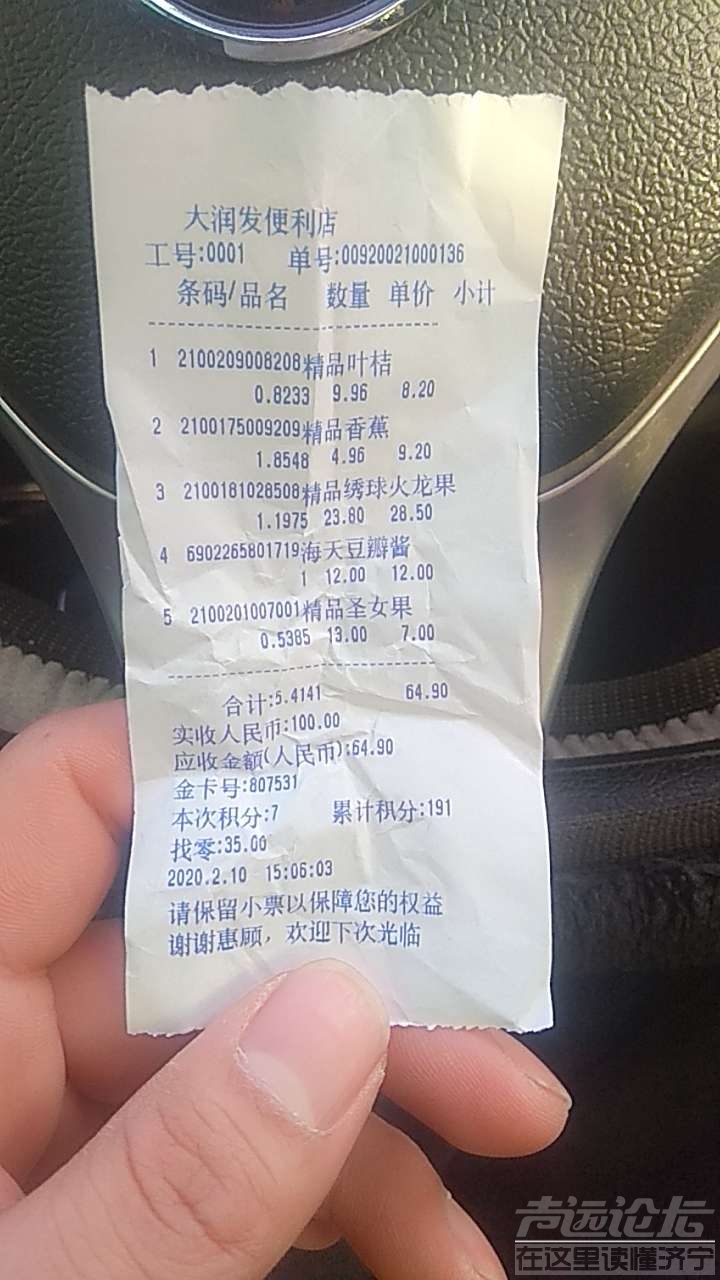 大润发便利店
工号:0001 单号:00920021000136
条码/品名 数量 单价 小计
1 2100209008208精品叶桔
0.8233 9.96 8.20
2 2100175009209精品香蕉
1.8548 4.96 9.20
3 2100181028508精品绣球火龙果
1.1975 23.80 28.50
4 6902265801719海天豆瓣酱
1 12.00 12.00
5 2100201007001精品圣女果
0.5385 13.00 7.00
合计:5.4141 64.90
实收人民币:100.00
应收金额(人民币):64.90
金卡号:807531
本次积分:7 累计积分:191
找零:35.00
2020.2.10 15:06:03
请保留小票以保障您的权益
谢谢惠顾，欢迎下次光临
声远论坛
在这里读懂济宁